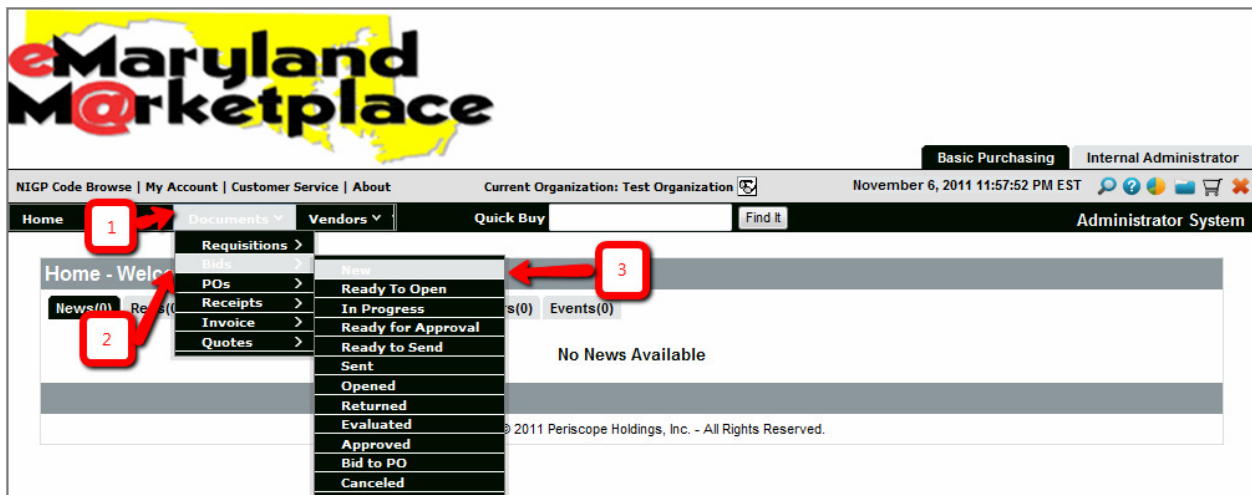 eMaryland
M@rketplace
Basic Purchasing
Internal Administrator
NIGP Code Browse | My Account | Customer Service | About
Current Organization: Test Organization
November 6, 2011 11:57:52 PM EST
Home
1
Documents
Vendors
Quick Buy
Find It
Administrator System
Requisitions >
Home - Welco
Bids
New
3
POs >
Ready To Open
News(0)
Receipts >
In Progress
rs(0)
Events(0)
Invoice >
Ready for Approval
2
Quotes >
Ready to Send
No News Available
Sent
Opened
Returned
Evaluated
© 2011 Periscope Holdings, Inc. - All Rights Reserved.
Approved
Bid to PO
Canceled